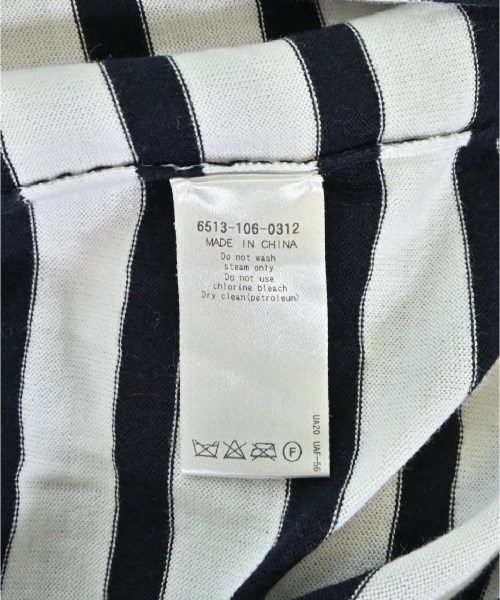 6513-106-0312
MADE IN CHINA
Do not wash
steam only
Do not use
chlorine bleach
Dry clean(petroleum)
F
UA20 UAF-56